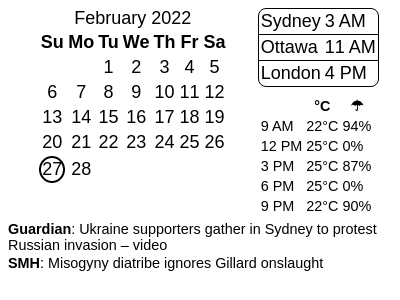 February 2022
Su Mo Tu We Th Fr Sa
1 2 3 4 5
6 7 8 9 10 11 12
13 14 15 16 17 18 19
20 21 22 23 24 25 26
27 28
Sydney 3 AM
Ottawa 11 AM
London 4 PM
°C ☂
9 AM 22°C 94%
12 PM 25°C 0%
3 PM 25°C 87%
6 PM 25°C 0%
9 PM 22°C 90%
Guardian: Ukraine supporters gather in Sydney to protest
Russian invasion – video
SMH: Misogyny diatribe ignores Gillard onslaught